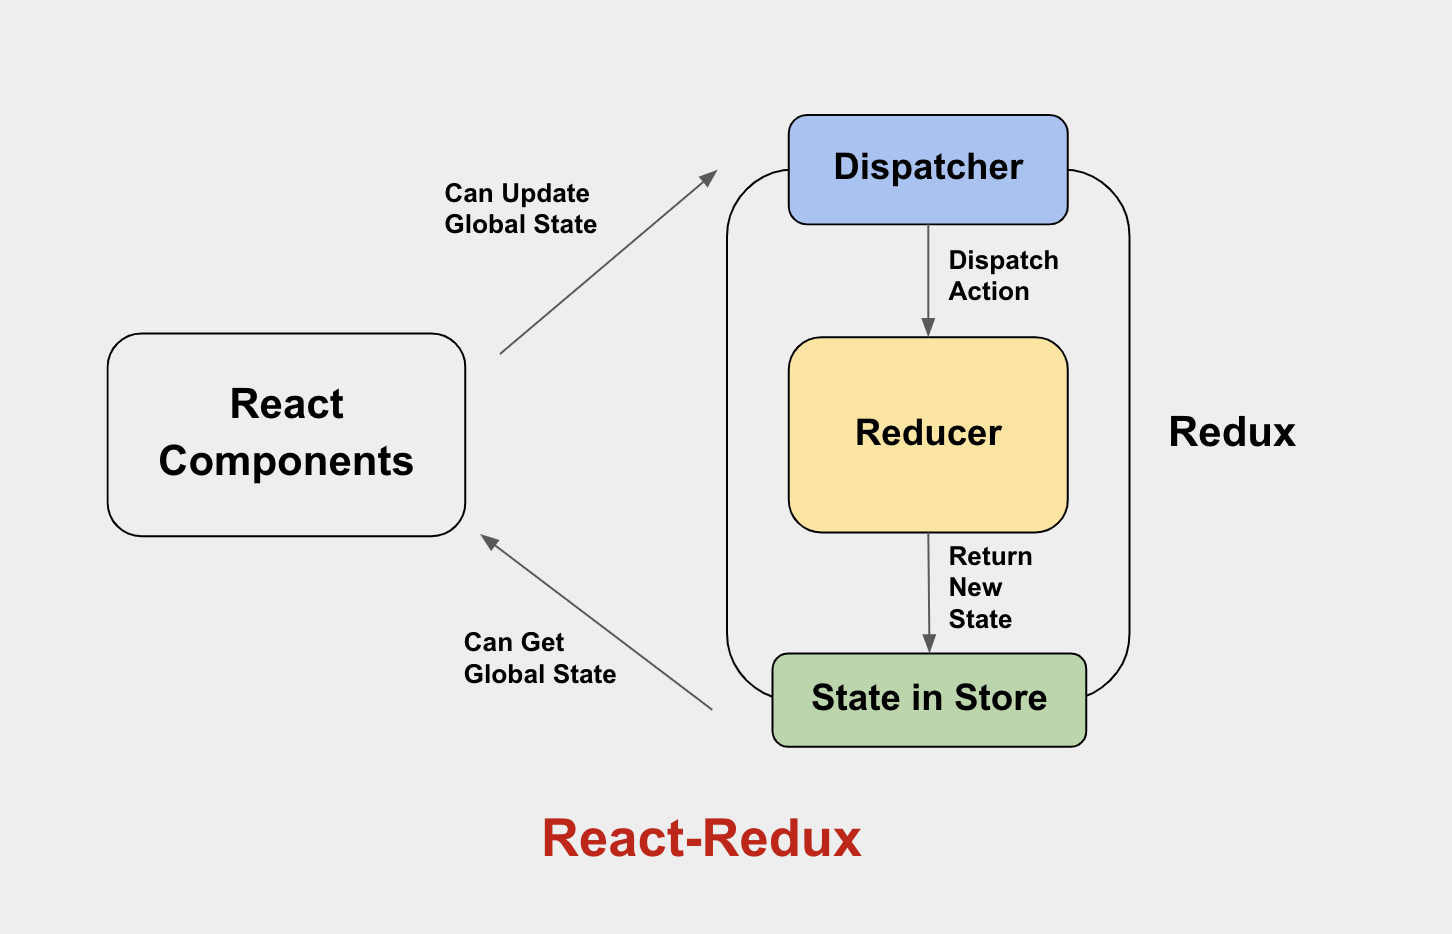 Dispatcher
Can Update
Global State
Dispatch
Action
React
Components
Reducer
Redux
Return
New
State
Can Get
Global State
State in Store
React-Redux